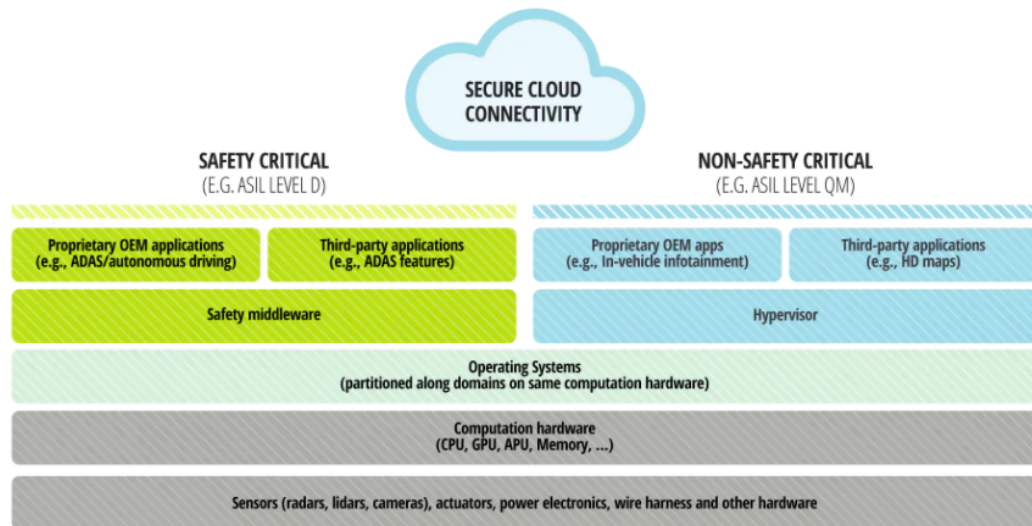 SECURE CLOUD
CONNECTIVITY
SAFETY CRITICAL
(E.G. ASIL LEVEL D)
NON-SAFETY CRITICAL
(E.G. ASIL LEVEL QM)
Proprietary OEM applications
(e.g., ADAS/autonomous driving)
Third-party applications
(e.g., ADAS features)
Proprietary OEM apps
(e.g., In-vehicle infotainment)
Third-party applications
(e.g., HD maps)
Safety middleware
Hypervisor
Operating Systems
(partitioned along domains on same computation hardware)
Computation hardware
(CPU, GPU, APU, Memory, ...)
Sensors (radars, lidars, cameras), actuators, power electronics, wire harness and other hardware